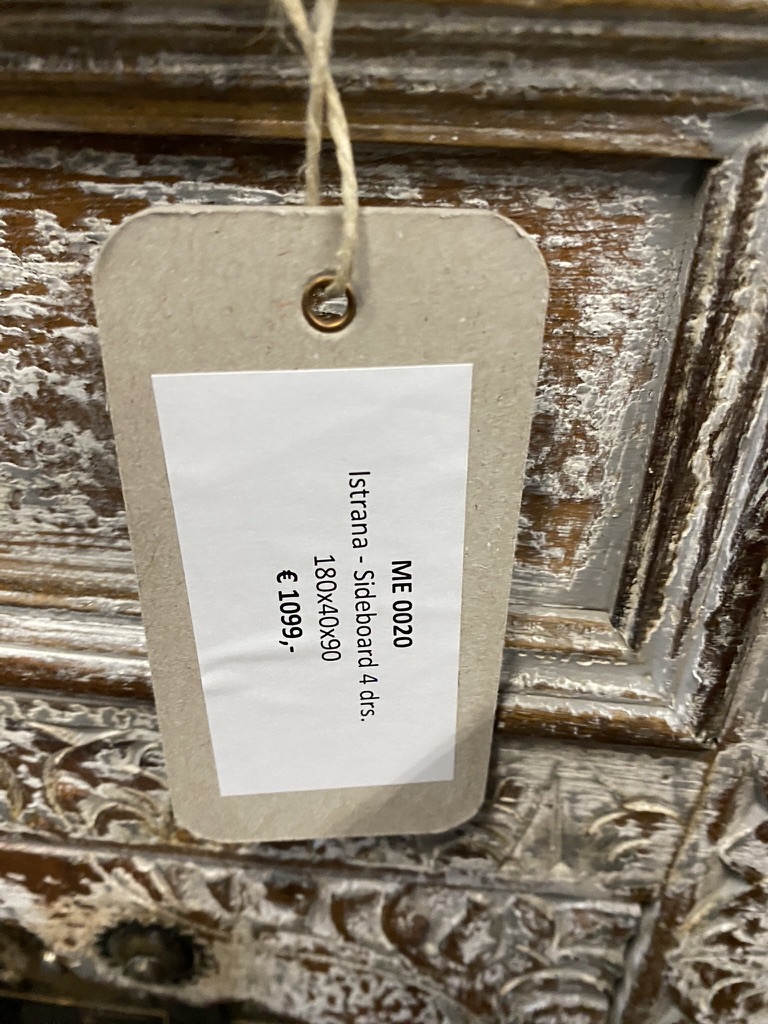 ME 0020
Istrana - Sideboard 4 drs.
180x40x90
€ 1099,-